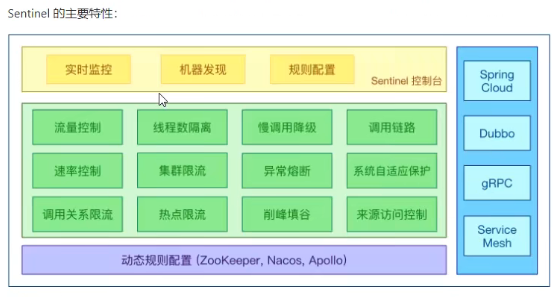 Sentinel 的主要特性：
实时监控 机器发现 规则配置
Sentinel 控制台
流量控制 线程数隔离 慢调用降级 调用链路
速率控制 集群限流 异常熔断 系统自适应保护
调用关系限流 热点限流 削峰填谷 来源访问控制
动态规则配置 (ZooKeeper, Nacos, Apollo)
Spring
Cloud
Dubbo
gRPC
Service
Mesh